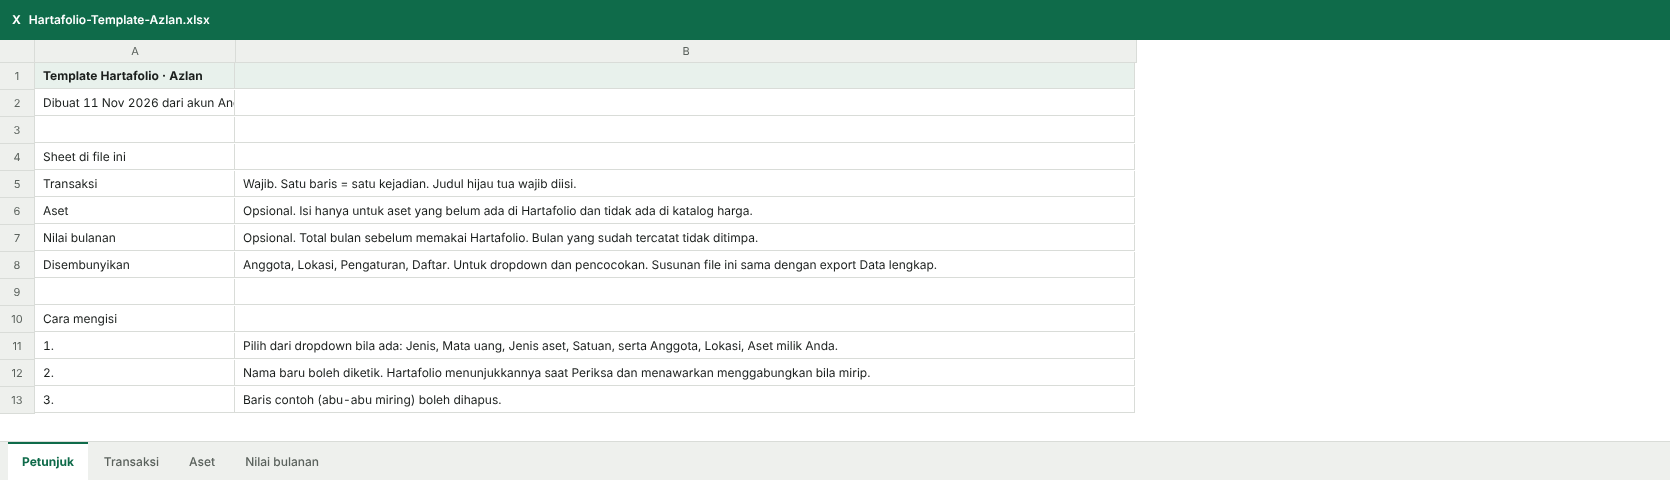 X Hartafolio-Template-Azlan.xlsx
A B
1 Template Hartafolio · Azlan
2 Dibuat 11 Nov 2026 dari akun
3
4 Sheet di file ini
5 Transaksi Wajib. Satu baris = satu kejadian. Judul hijau tua wajib diisi.
6 Aset Opsional. Isi hanya untuk aset yang belum ada di Hartafolio dan tidak ada di katalog harga.
7 Nilai bulanan Opsional. Total bulan sebelum memakai Hartafolio. Bulan yang sudah tercatat tidak ditimpa.
8 Disembunyikan Anggota, Lokasi, Pengaturan, Daftar. Untuk dropdown dan pencocokan. Susunan file ini sama dengan export Data lengkap.
9
10 Cara mengisi
11 1. Pilih dari dropdown bila ada: Jenis, Mata uang, Jenis aset, Satuan, serta Anggota, Lokasi, Aset milik Anda.
12 2. Nama baru boleh diketik. Hartafolio menunjukkannya saat Periksa dan menawarkan menggabungkan bila mirip.
13 3. Baris contoh (abu-abu miring) boleh dihapus.
Petunjuk Transaksi Aset Nilai bulanan